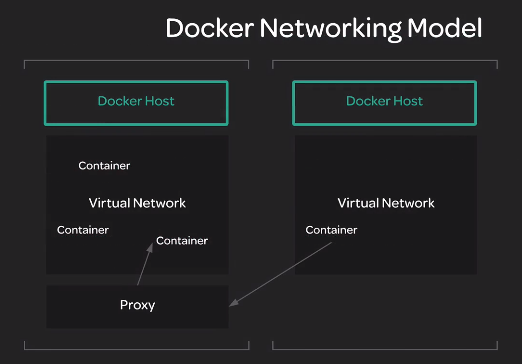 Docker Networking Model
Docker Host
Container
Virtual Network
Container
Container
Proxy
Docker Host
Virtual Network
Container